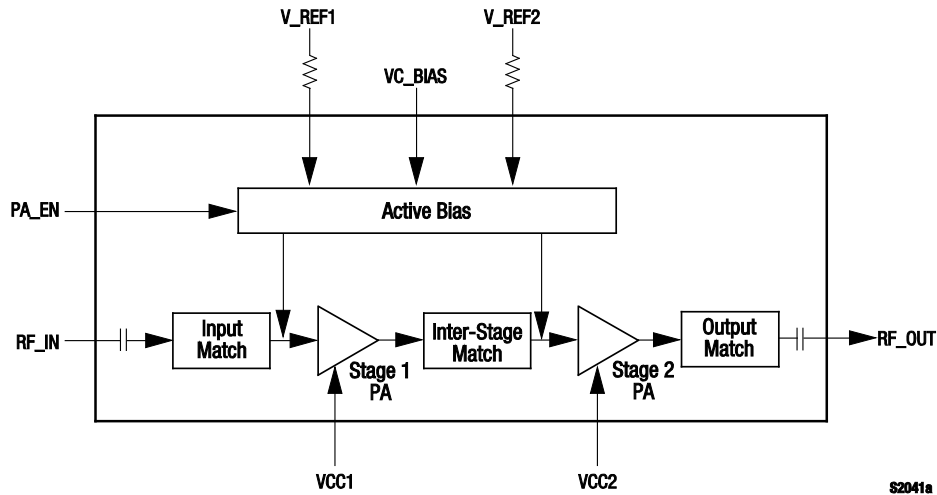 V_REF1
V_REF2
VC_BIAS
PA_EN
Active Bias
RF_IN
Input
Match
Stage 1
PA
Inter-Stage
Match
Stage 2
PA
Output
Match
RF_OUT
VCC1
VCC2
S2041a